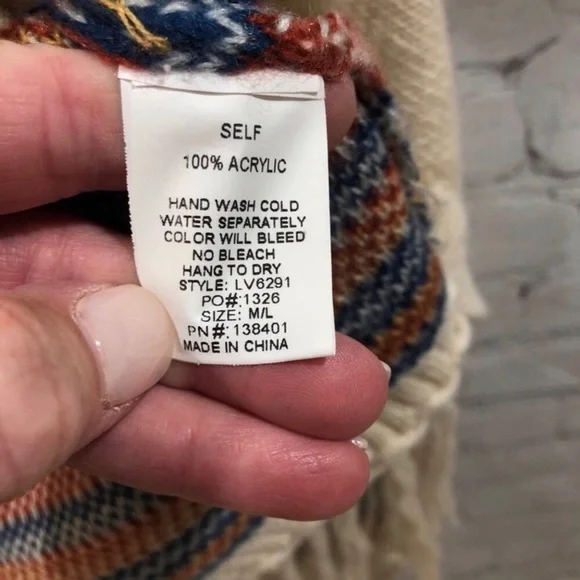 SELF
100% ACRYLIC
HAND WASH COLD
WATER SEPARATELY
COLOR WILL BLEED
NO BLEACH
HANG TO DRY
STYLE: LV6291
PO#:1326
SIZE: M/L
PN#:138401
MADE IN CHINA